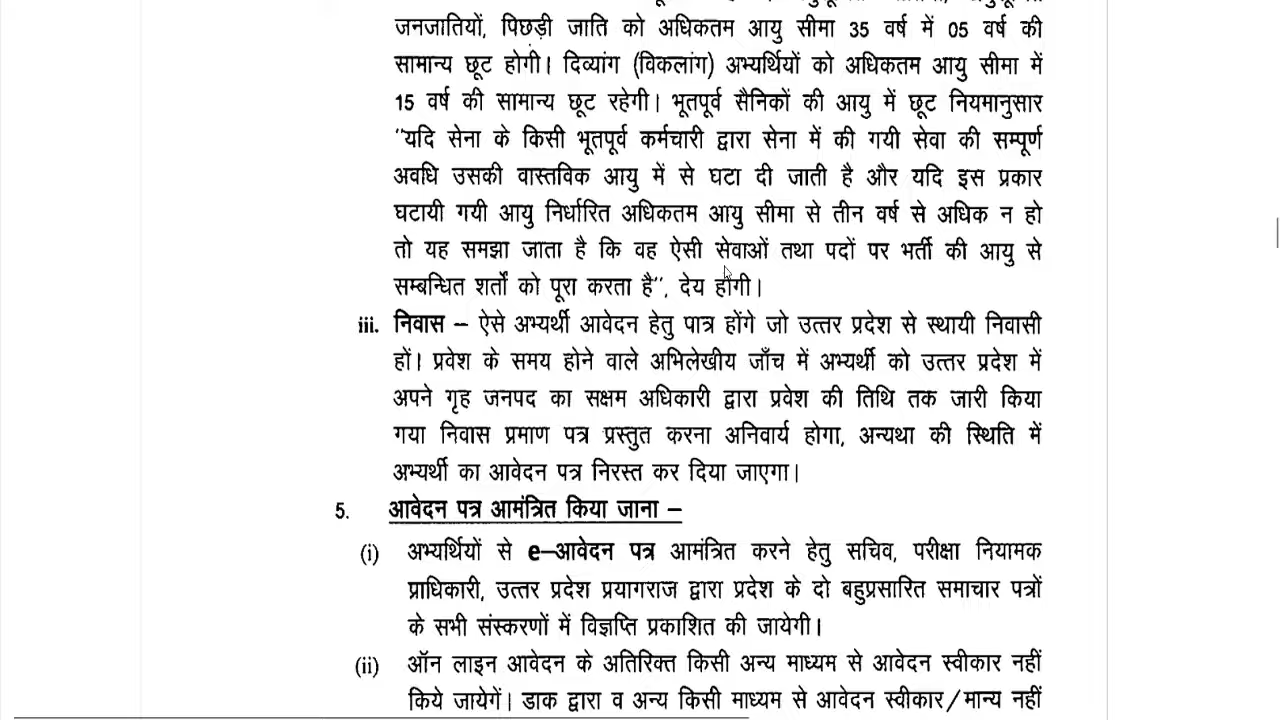 जनजातियों, पिछड़ी जाति को अधिकतम आयु सीमा 35 वर्ष में 05 वर्ष की
सामान्य छूट होगी। दिव्यांग (विकलांग) अभ्यर्थियों को अधिकतम आयु सीमा में
15 वर्ष की सामान्य छूट रहेगी। भूतपूर्व सैनिकों की आयु में छूट नियमानुसार
"यदि सेना के किसी भूतपूर्व कर्मचारी द्वारा सेना में की गयी सेवा की सम्पूर्ण
अवधि उसकी वास्तविक आयु में से घटा दी जाती है और यदि इस प्रकार
घटायी गयी आयु निर्धारित अधिकतम आयु सीमा से तीन वर्ष से अधिक न हो
तो यह समझा जाता है कि वह ऐसी सेवाओं तथा पदों पर भर्ती की आयु से
सम्बन्धित शर्तों को पूरा करता है", देय होगी।
iii. निवास – ऐसे अभ्यर्थी आवेदन हेतु पात्र होंगे जो उत्तर प्रदेश से स्थायी निवासी
हों। प्रवेश के समय होने वाले अभिलेखीय जाँच में अभ्यर्थी को उत्तर प्रदेश में
अपने गृह जनपद का सक्षम अधिकारी द्वारा प्रवेश की तिथि तक जारी किया
गया निवास प्रमाण पत्र प्रस्तुत करना अनिवार्य होगा, अन्यथा की स्थिति में
अभ्यर्थी का आवेदन पत्र निरस्त कर दिया जाएगा।
5. आवेदन पत्र आमंत्रित किया जाना –
(i) अभ्यर्थियों से e–आवेदन पत्र आमंत्रित करने हेतु सचिव, परीक्षा नियामक
प्राधिकारी, उत्तर प्रदेश प्रयागराज द्वारा प्रदेश के दो बहुप्रसारित समाचार पत्रों
के सभी संस्करणों में विज्ञप्ति प्रकाशित की जायेगी।
(ii) ऑन लाइन आवेदन के अतिरिक्त किसी अन्य माध्यम से आवेदन स्वीकार नहीं
किये जायेगें। डाक द्वारा व अन्य किसी माध्यम से आवेदन स्वीकार/मान्य नहीं